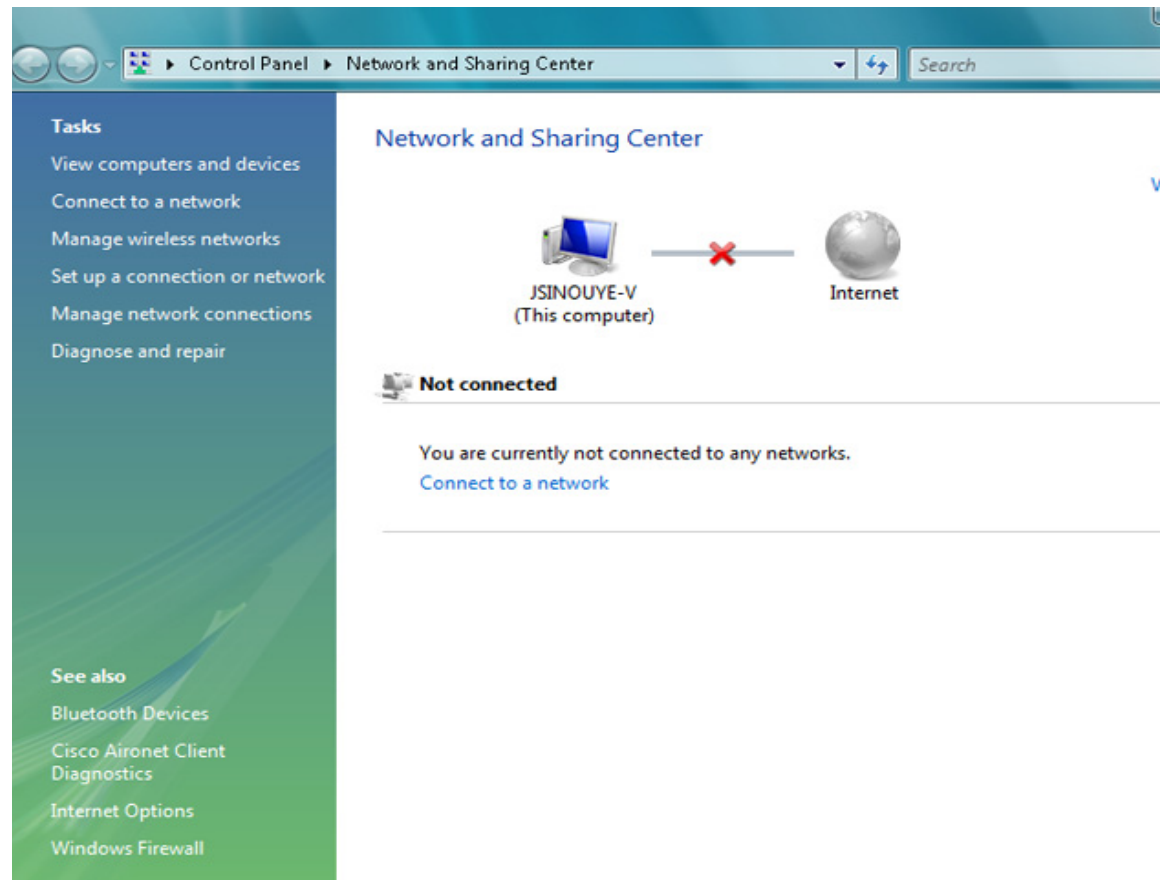 Control Panel
Network and Sharing Center
Search
Tasks
View computers and devices
Connect to a network
Manage wireless networks
Set up a connection or network
Manage network connections
Diagnose and repair
See also
Bluetooth Devices
Cisco Aironet Client
Diagnostics
Internet Options
Windows Firewall
Network and Sharing Center
JSINOUYE-V
(This computer)
Internet
Not connected
You are currently not connected to any networks.
Connect to a network